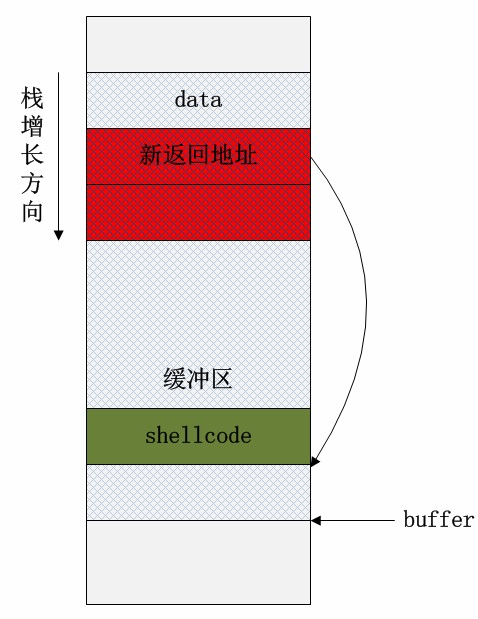 data
栈增长方向
新返回地址
缓冲区
shellcode
buffer